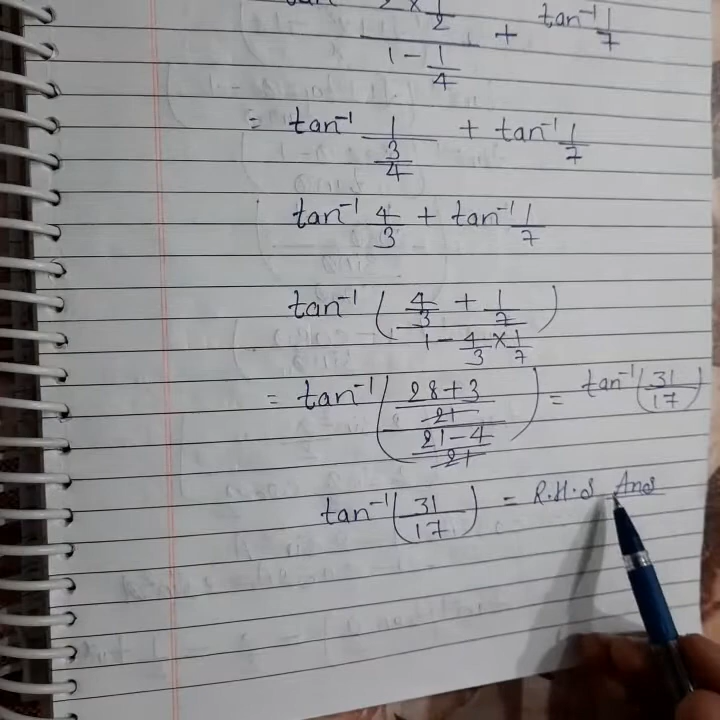 2 × 1/2 / 1 - 1/4 + tan⁻¹ 1/7
= tan⁻¹ 1 / 3/4 + tan⁻¹ 1/7
tan⁻¹ 4/3 + tan⁻¹ 1/7
tan⁻¹ ( 4/3 + 1/7 / 1 - 4/3 × 1/7 )
= tan⁻¹ ( 28+3/21 / 21-4/21 ) = tan⁻¹ (31/17)
tan⁻¹ (31/17) = R.H.S Ans